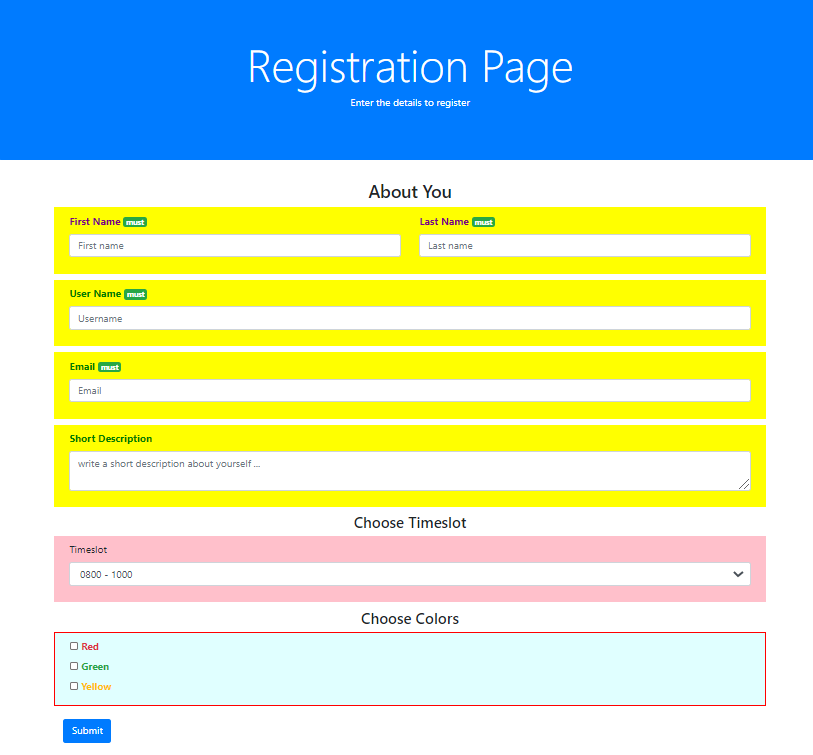 Registration Page
Enter the details to register
About You
First Name must Last Name must
First name Last name
User Name must
Username
Email must
Email
Short Description
write a short description about yourself ...
Choose Timeslot
Timeslot
0800 - 1000
Choose Colors
Red
Green
Yellow
Submit